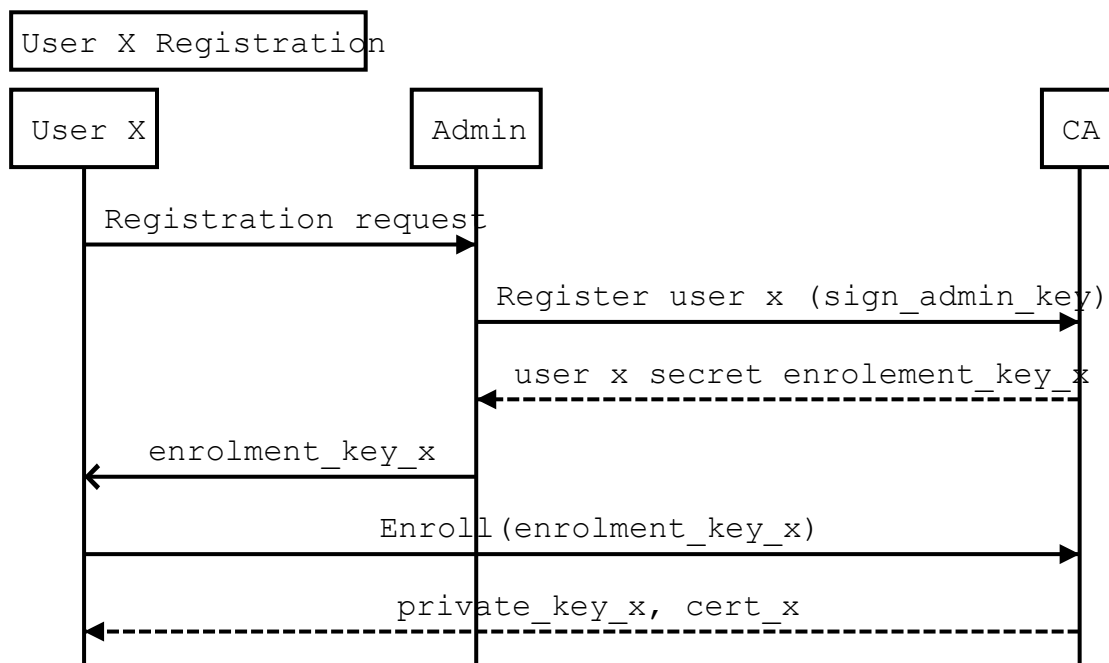 User X Registration
User X
Admin
CA
Registration request
Register user x (sign_admin_key)
user x secret enrolement_key_x
enrolment_key_x
Enroll(enrolment_key_x)
private_key_x, cert_x